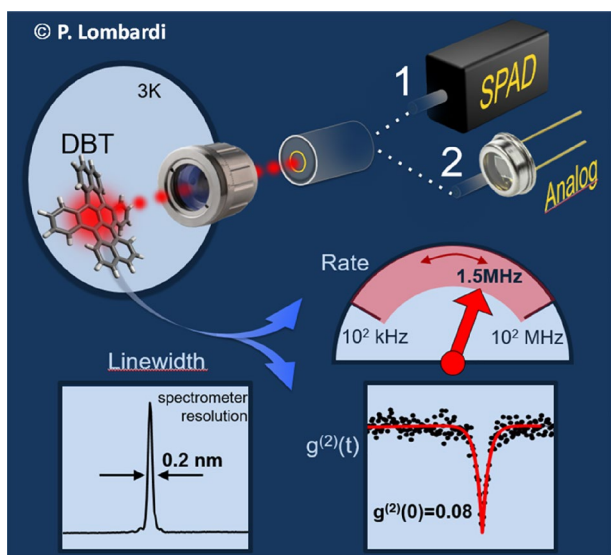 © P. Lombardi
3K
DBT
1
SPAD
2
Analog
Rate
1.5MHz
10² kHz
10² MHz
Linewidth
spectrometer
resolution
0.2 nm
g⁽²⁾(t)
g⁽²⁾(0)=0.08